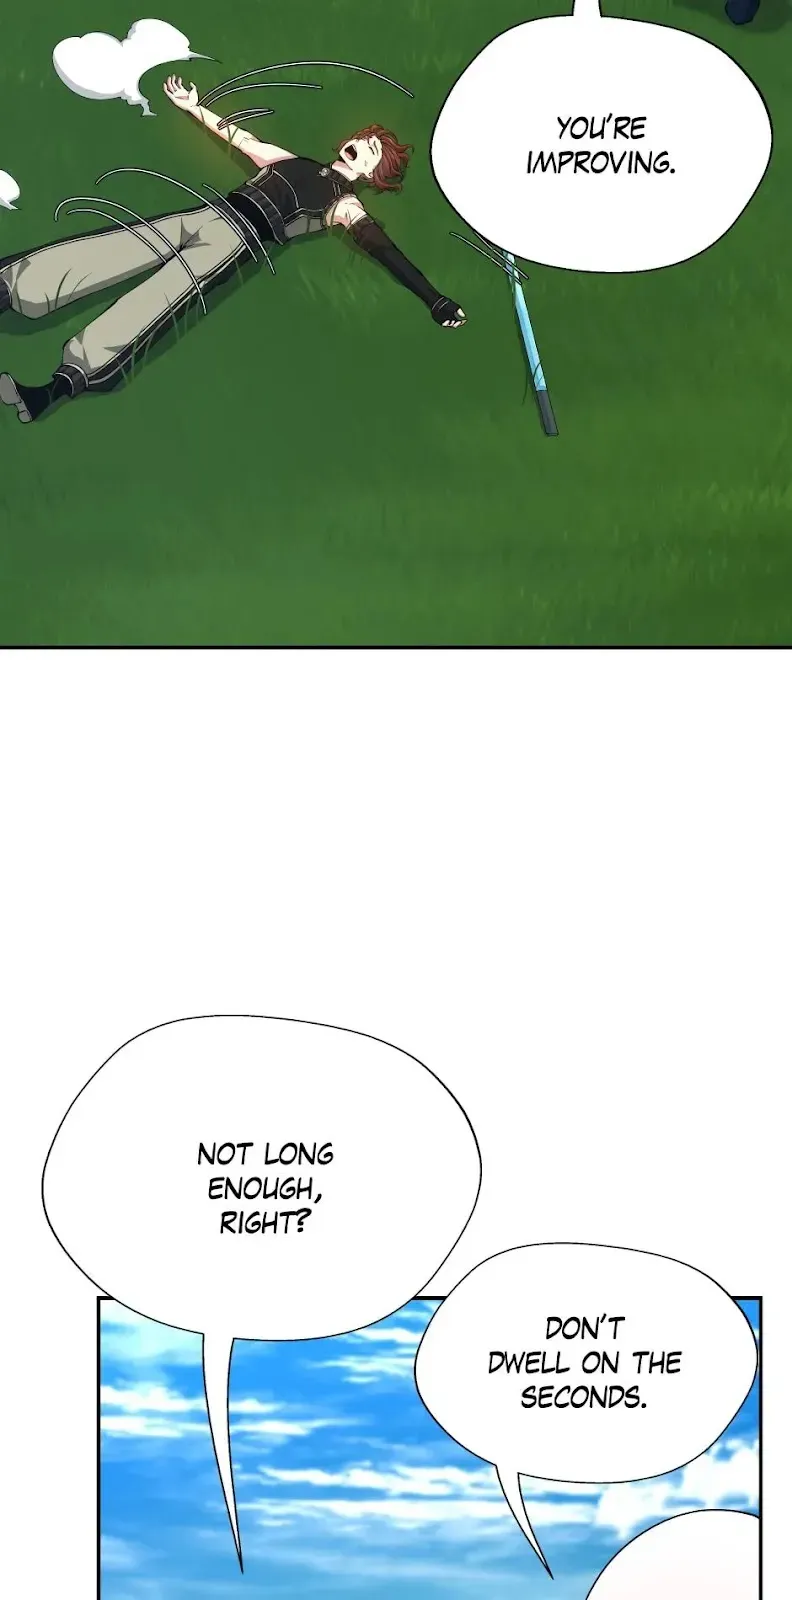 YOU'RE
IMPROVING.
NOT LONG
ENOUGH,
RIGHT?
DON'T
DWELL ON THE
SECONDS.